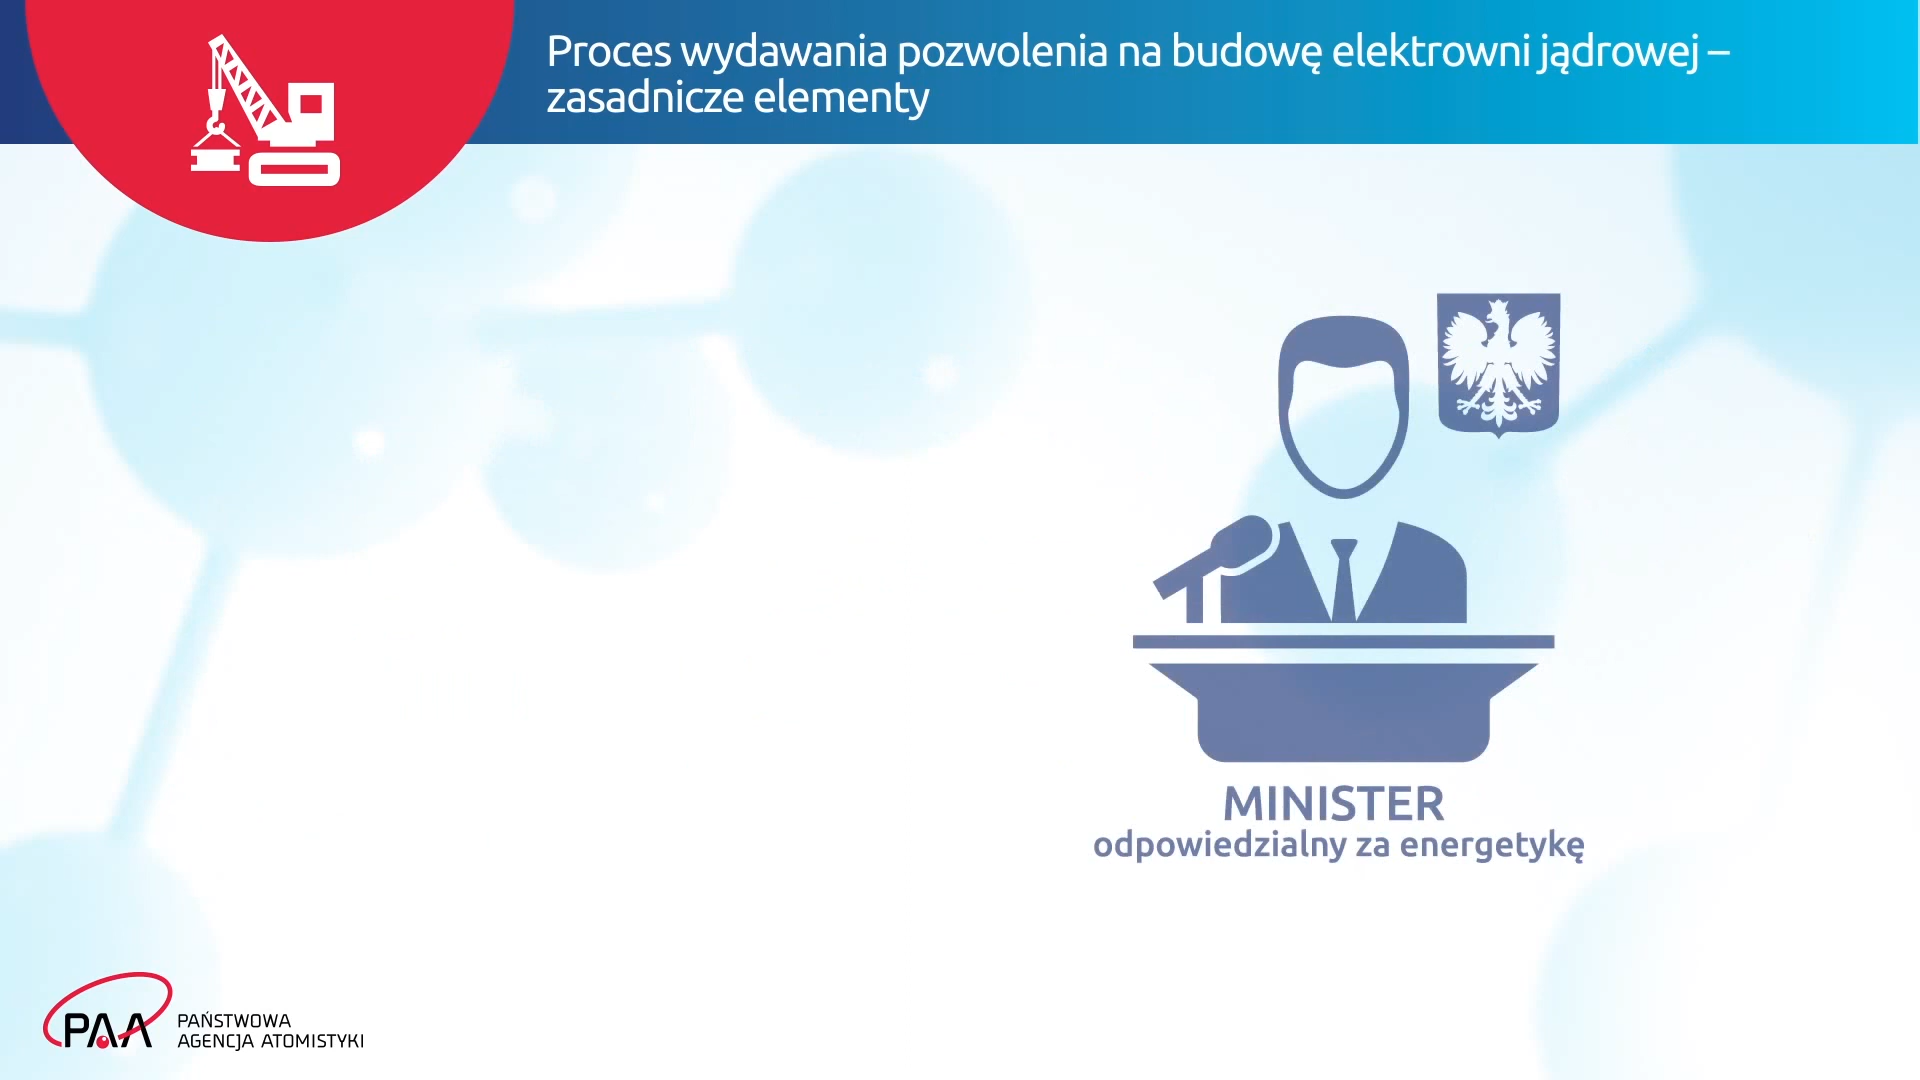 Proces wydawania pozwolenia na budowę elektrowni jądrowej –
zasadnicze elementy
MINISTER
odpowiedzialny za energetykę
PAA
PAŃSTWOWA
AGENCJA ATOMISTYKI